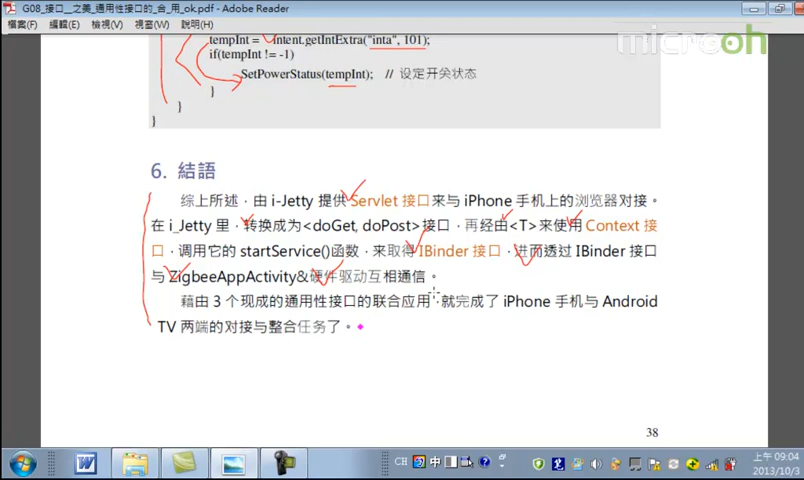 G08_接口__之美_通用性接口的_合_用_ok.pdf - Adobe Reader
檔案(F) 編輯(E) 檢視(V) 視窗(W) 說明(H)
microoh
tempInt = intent.getIntExtra("inta", 101);
if(tempInt != -1)
SetPowerStatus(tempInt); // 设定开关状态
}
}
}
6. 結語
综上所述，由 i-Jetty 提供 Servlet 接口来与 iPhone 手机上的浏览器对接。
在 i_Jetty 里，转换成为<doGet, doPost>接口，再经由<T>来使用 Context 接
口，调用它的 startService()函数，来取得 IBinder 接口，进而透过 IBinder 接口
与 ZigbeeAppActivity&硬件驱动互相通信。
藉由 3 个现成的通用性接口的联合应用，就完成了 iPhone 手机与 Android
TV 两端的对接与整合任务了。◆
38
CH 中
上午 09:04
2013/10/3